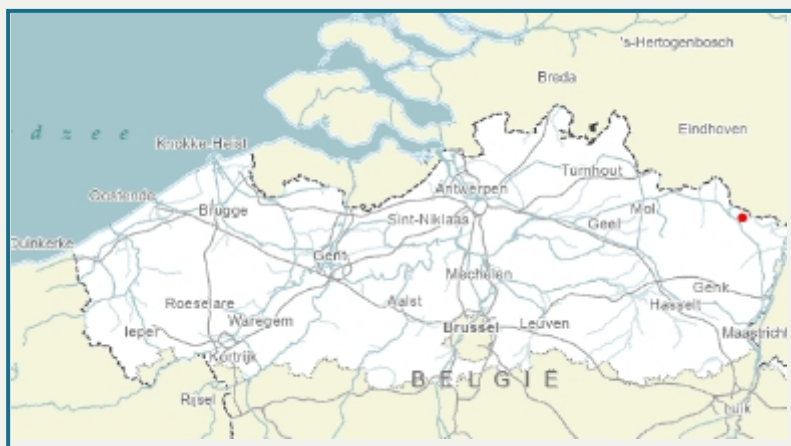 's-Hertogenbosch
Breda
Eindhoven
d z e e
Knokke-Heist
Turnhout
Antwerpen
Oostende
Brugge
Sint-Niklaas
Geel
Mol
Duinkerke
Gent
Mechelen
Genk
Roeselare
Aalst
Hasselt
Ieper
Waregem
Brussel
Leuven
Maastricht
Kortrijk
BELGIË
Rijsel
Luik